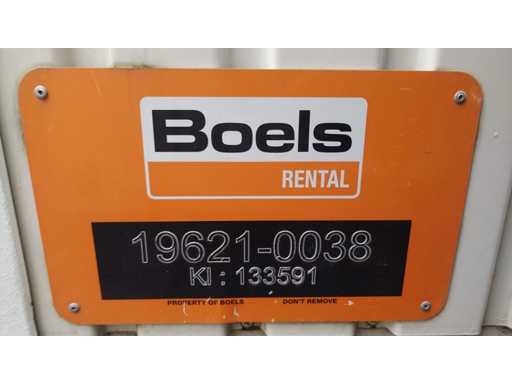 Boels
RENTAL
19621-0038
KI : 133591
PROPERTY OF BOELS DON'T REMOVE